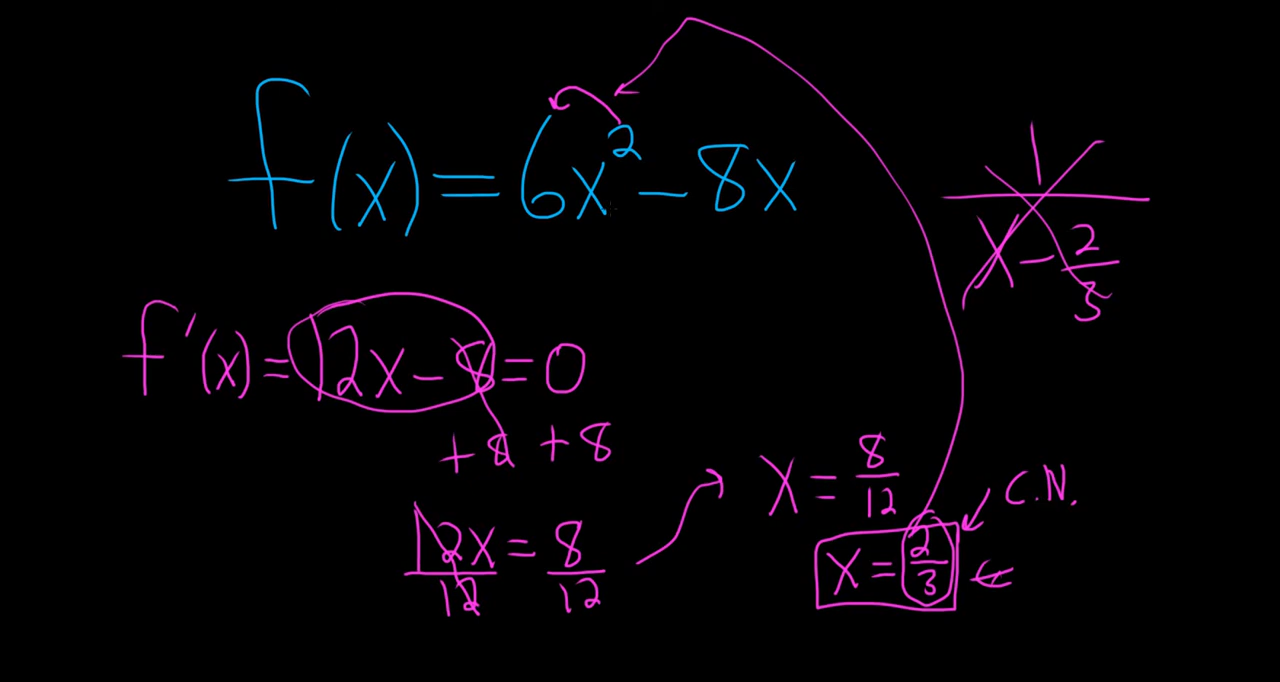 f(x) = 6x² - 8x
1
x - 2/3
f'(x) = 12x - 8 = 0
+8 +8
12x/12 = 8/12
x = 8/12
x = 2/3
C.N.